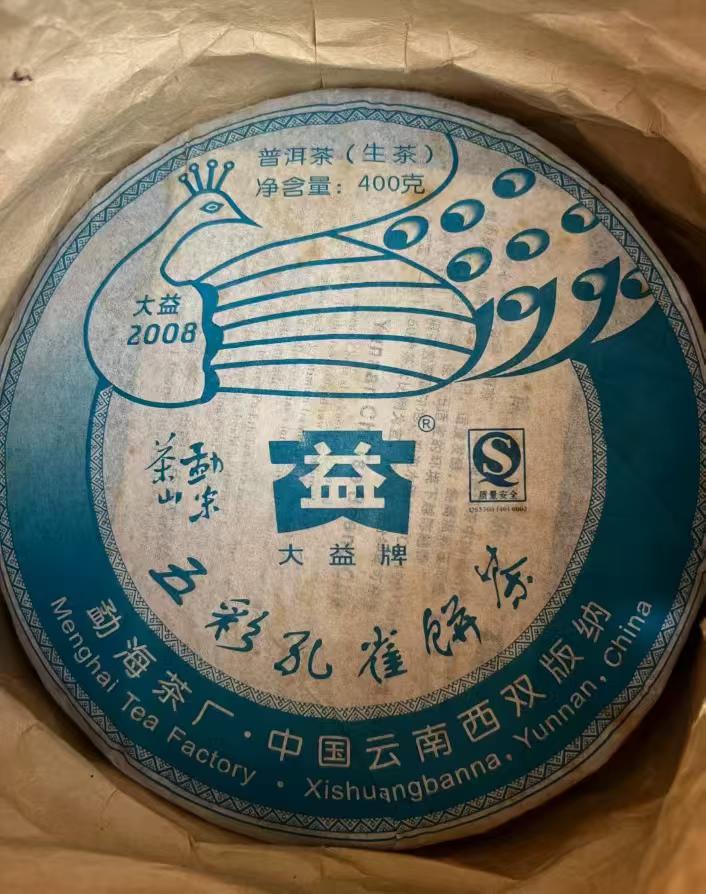 普洱茶（生茶）
净含量：400克
大益
2008
勐宋
茶山
益
®
大益牌
S
质量安全
五彩孔雀饼茶
勐海茶厂·中国云南西双版纳
Menghai Tea Factory · Xishuangbanna, Yunnan, China